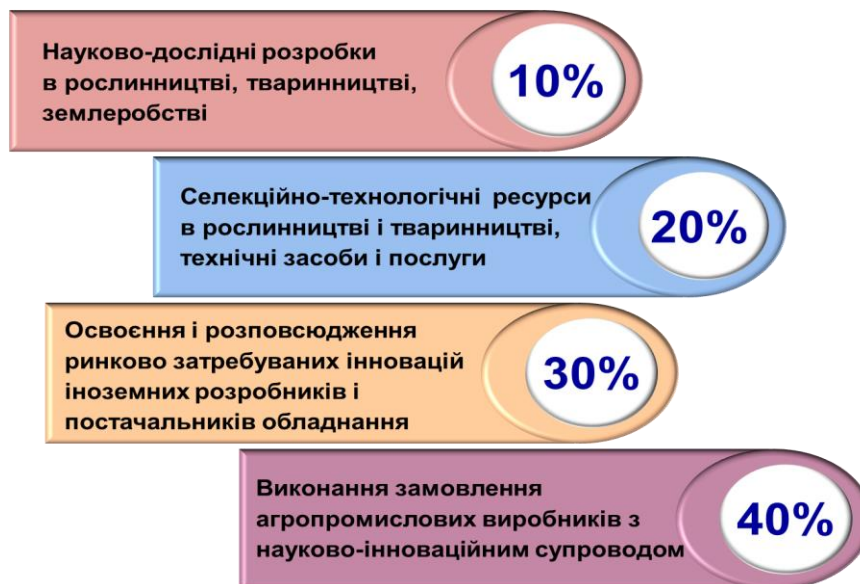 Науково-дослідні розробки
в рослинництві, тваринництві,
землеробстві
10%
Селекційно-технологічні ресурси
в рослинництві і тваринництві,
технічні засоби і послуги
20%
Освоєння і розповсюдження
ринково затребуваних інновацій
іноземних розробників і
постачальників обладнання
30%
Виконання замовлення
агропромислових виробників з
науково-інноваційним супроводом
40%